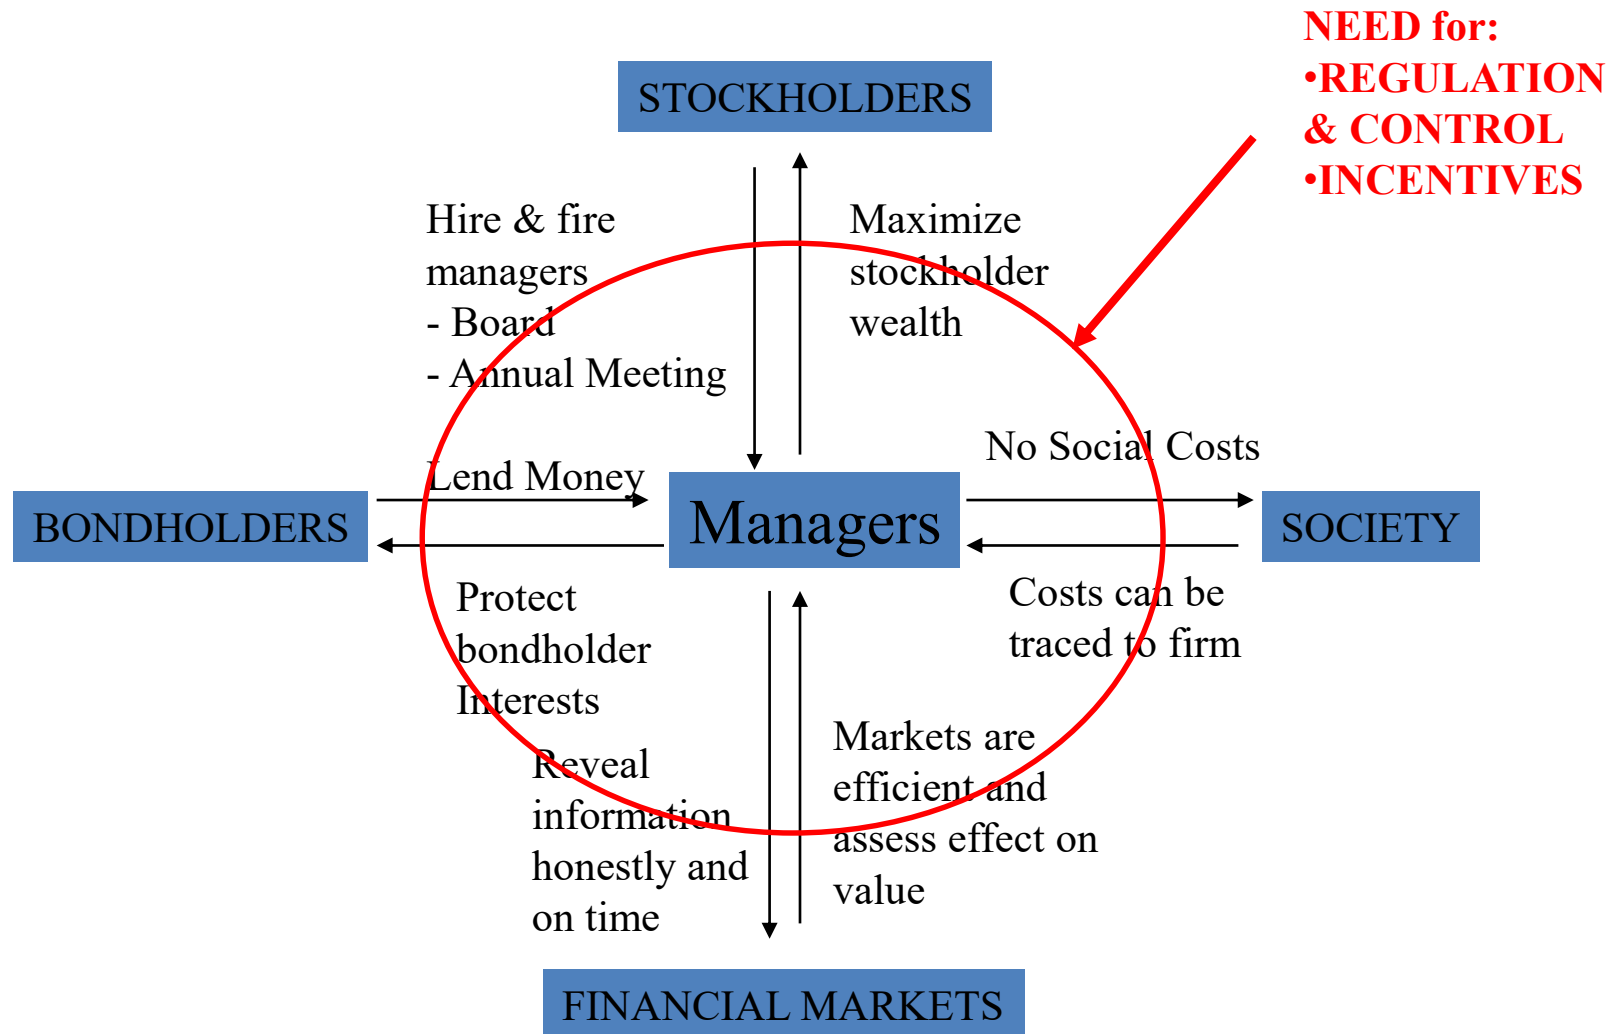 NEED for:
•REGULATION
& CONTROL
•INCENTIVES
STOCKHOLDERS
Hire & fire
managers
- Board
- Annual Meeting
Maximize
stockholder
wealth
Lend Money
No Social Costs
BONDHOLDERS
Managers
SOCIETY
Protect
bondholder
Interests
Costs can be
traced to firm
Reveal
information
honestly and
on time
Markets are
efficient and
assess effect on
value
FINANCIAL MARKETS